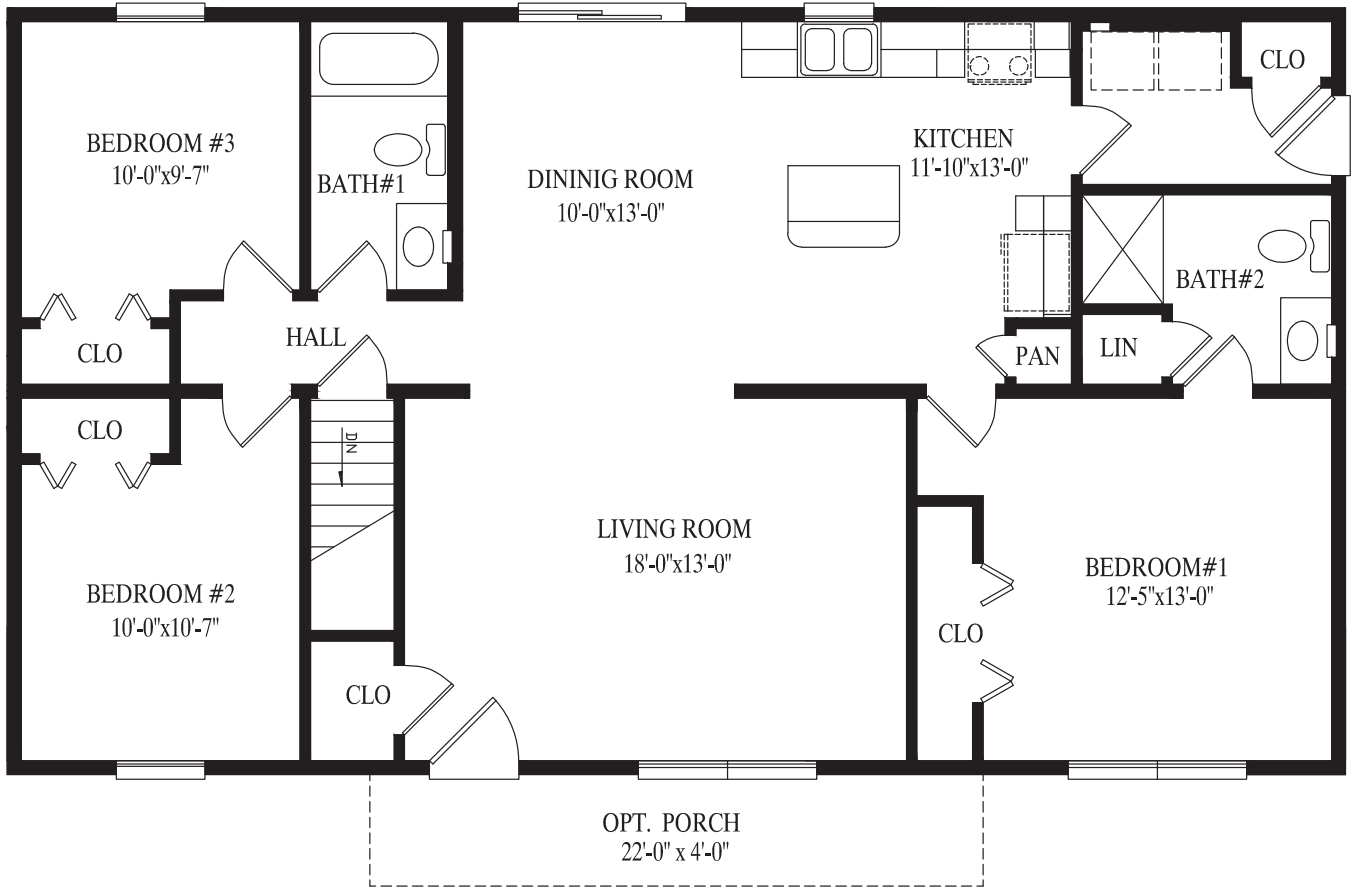 CLO
BEDROOM #3
10'-0"x9'-7"
BATH#1
DININIG ROOM
10'-0"x13'-0"
KITCHEN
11'-10"x13'-0"
BATH#2
HALL
CLO
PAN
LIN
CLO
DN
LIVING ROOM
18'-0"x13'-0"
BEDROOM#1
12'-5"x13'-0"
BEDROOM #2
10'-0"x10'-7"
CLO
CLO
OPT. PORCH
22'-0" x 4'-0"